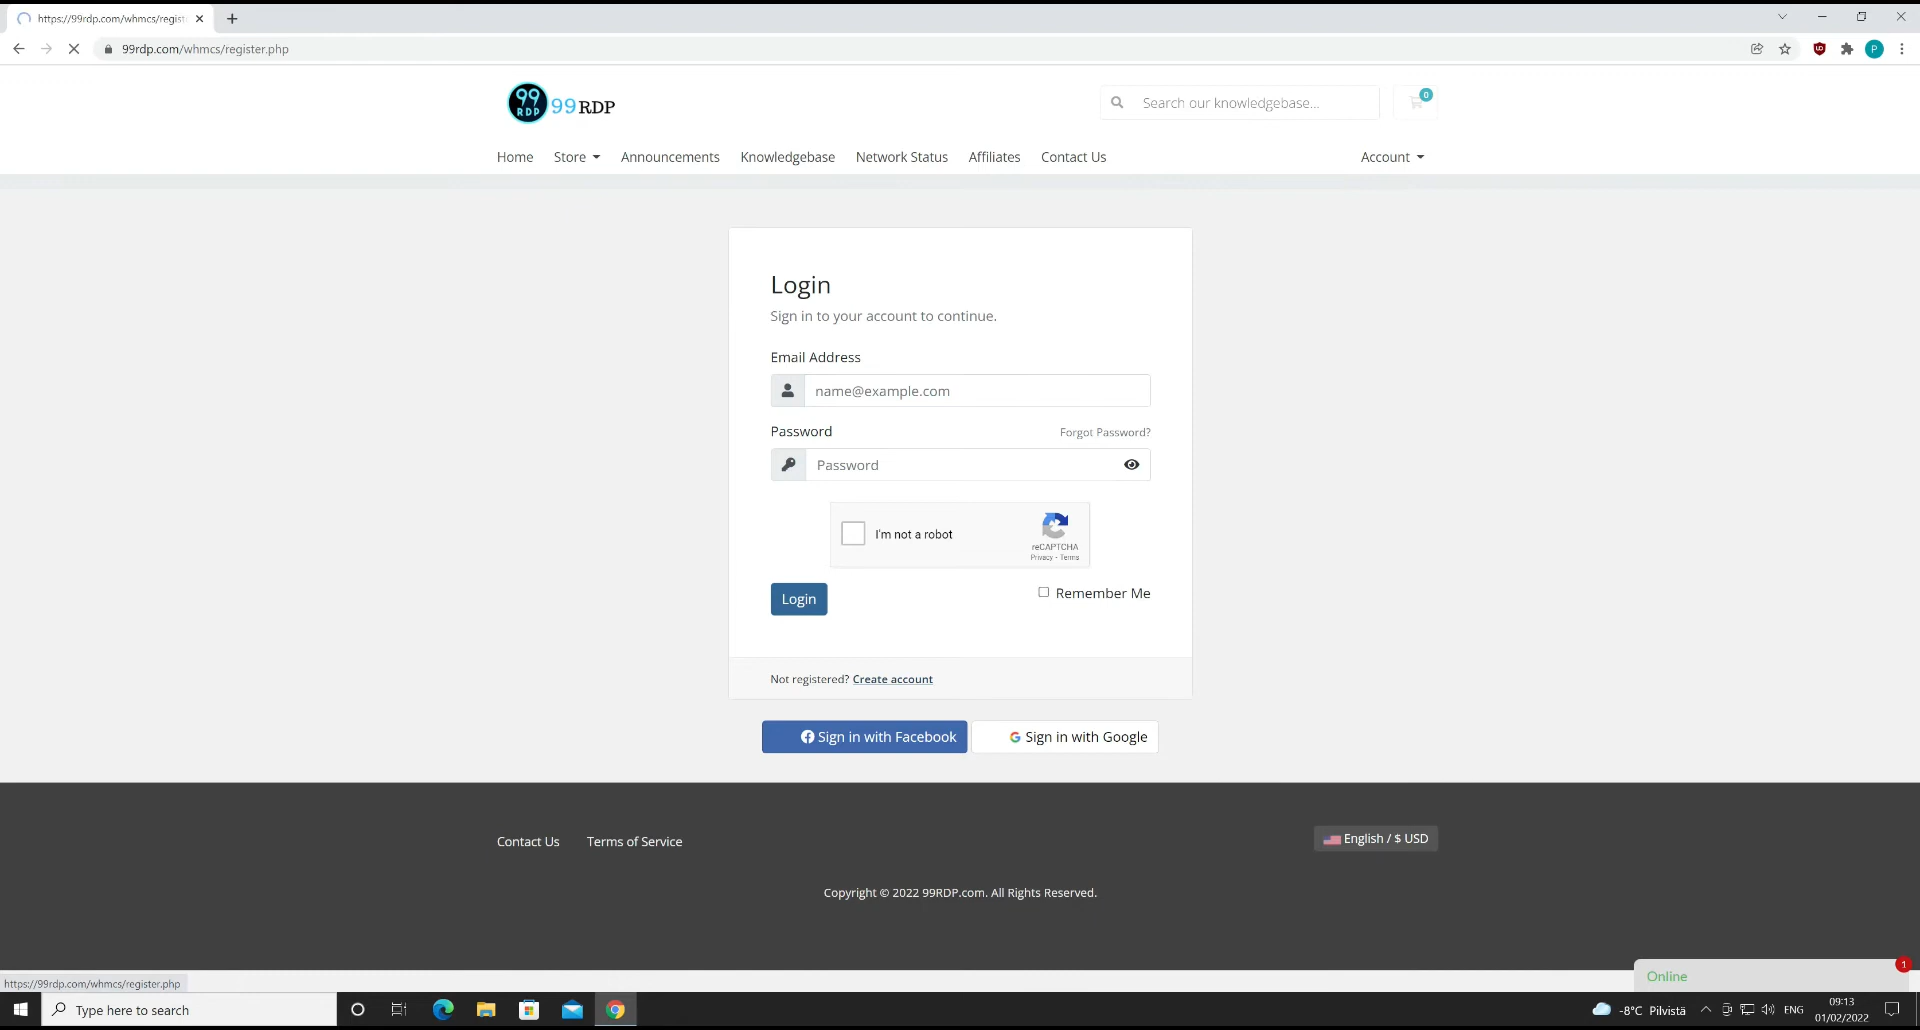 https://99rdp.com/whmcs/regist
99rdp.com/whmcs/register.php
P
99
RDP
99 RDP
Search our knowledgebase...
0
Home
Store
Announcements
Knowledgebase
Network Status
Affiliates
Contact Us
Account
Login
Sign in to your account to continue.
Email Address
name@example.com
Password
Forgot Password?
Password
I'm not a robot
reCAPTCHA
Privacy - Terms
Login
Remember Me
Not registered? Create account
Sign in with Facebook
G Sign in with Google
Contact Us
Terms of Service
English / $ USD
Copyright © 2022 99RDP.com. All Rights Reserved.
https://99rdp.com/whmcs/register.php
Online
1
Type here to search
-8°C Pilvistä
ENG
09:13
01/02/2022